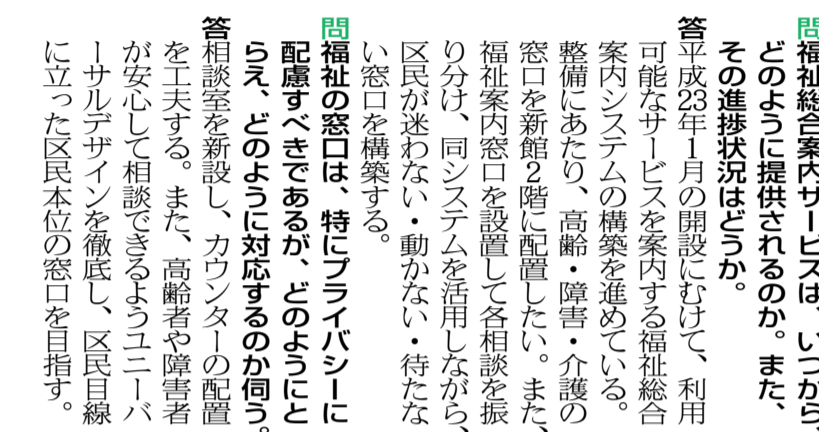 問福祉総合案内サービスは、いつから、
どのように提供されるのか。また、
その進捗状況はどうか。
答平成23年1月の開設にむけて、利用
可能なサービスを案内する福祉総合
案内システムの構築を進めている。
整備にあたり、高齢・障害・介護の
窓口を新館2階に配置したい。また、
福祉案内窓口を設置して各相談を振
り分け、同システムを活用しながら、
区民が迷わない・動かない・待たな
い窓口を構築する。
問福祉の窓口は、特にプライバシーに
配慮すべきであるが、どのようにと
らえ、どのように対応するのか伺う。
答相談室を新設し、カウンターの配置
を工夫する。また、高齢者や障害者
が安心して相談できるようユニーバ
ーサルデザインを徹底し、区民目線
に立った区民本位の窓口を目指す。